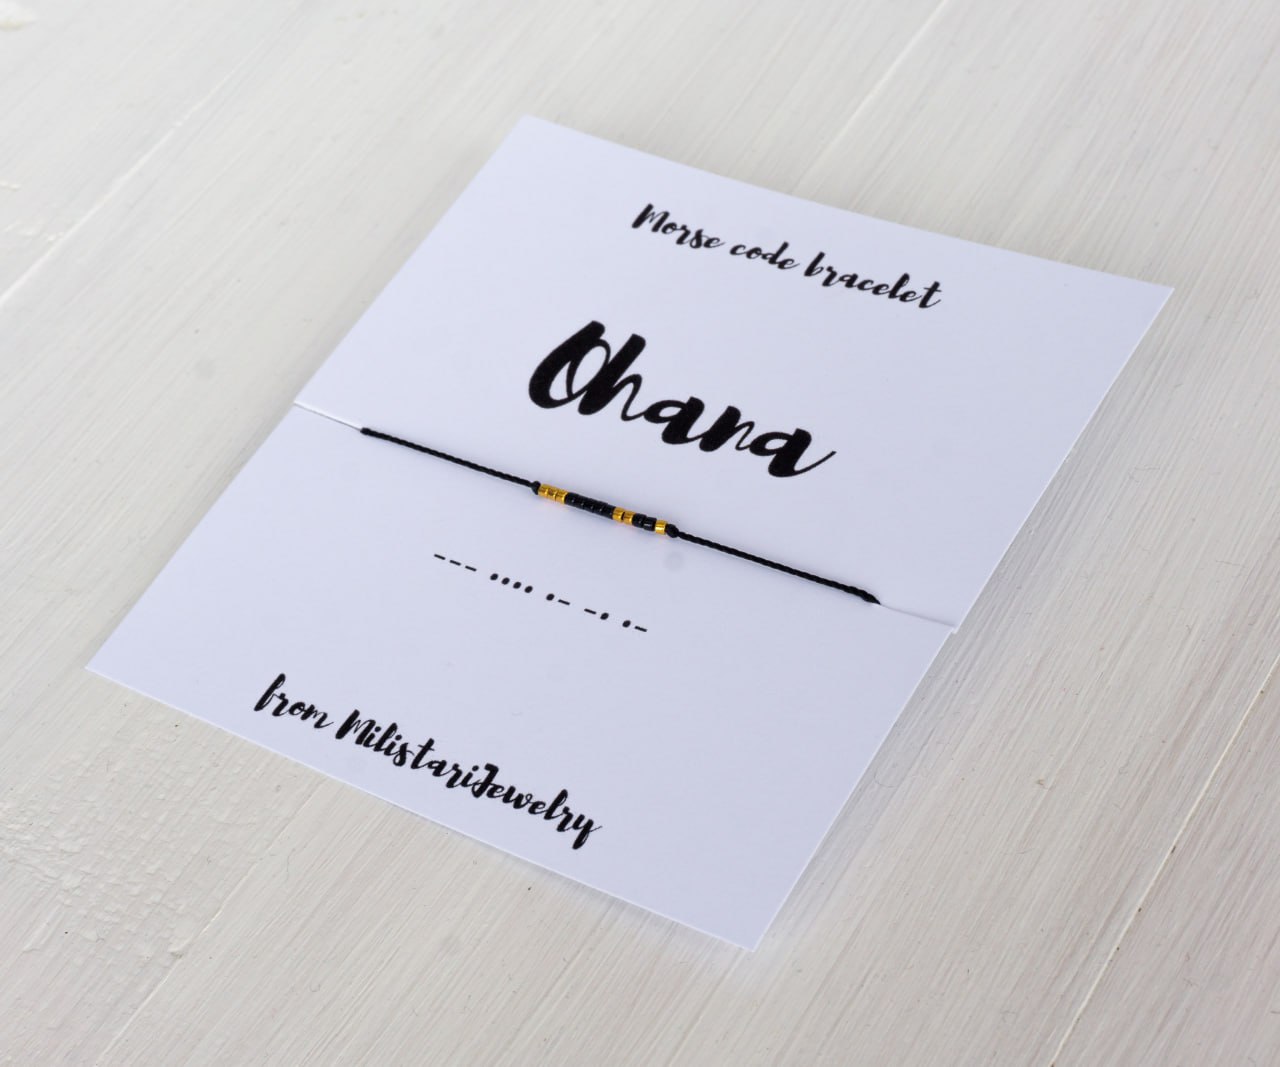 Morse code bracelet
Ohana
--- .... .- -. .-
from MilistariJewelry